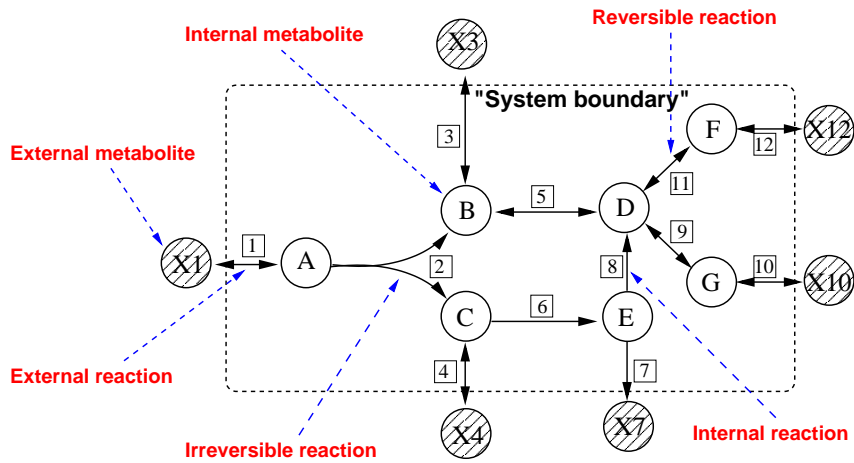 Reversible reaction
Internal metabolite
X3
"System boundary"
F
X12
3
12
External metabolite
11
B
5
D
9
1
A
2
X1
8
10
G
X10
C
6
E
External reaction
4
7
X4
X7
Irreversible reaction
Internal reaction